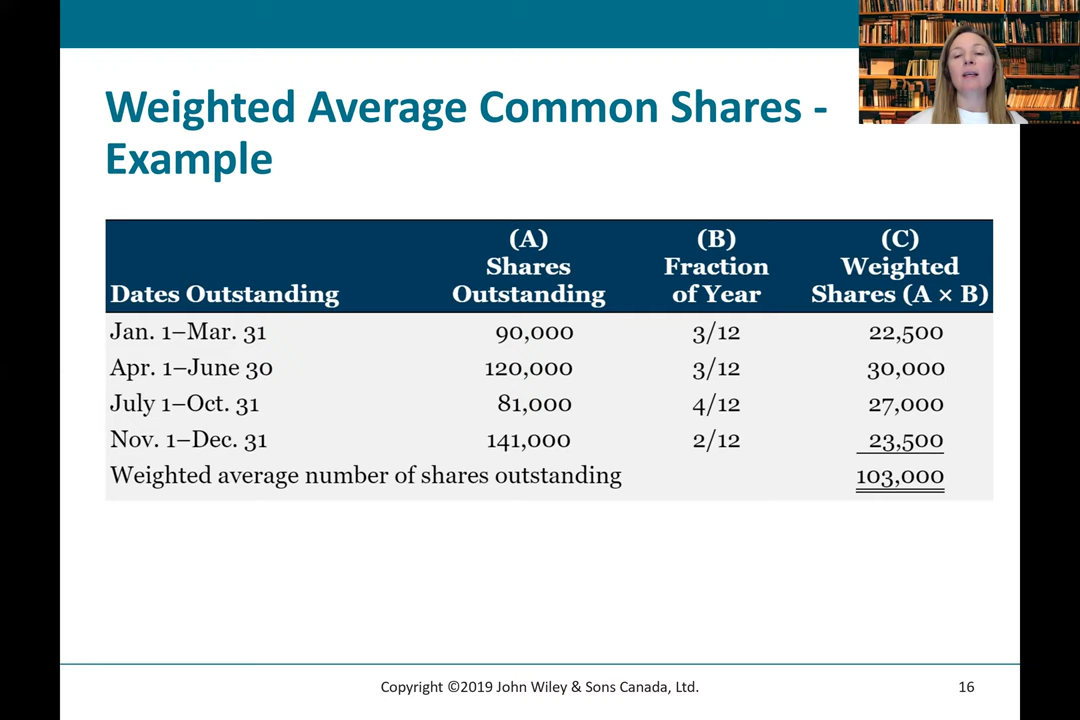 Weighted Average Common Shares -
Example
(A)
Shares
Outstanding
(B)
Fraction
of Year
(C)
Weighted
Shares (A × B)
Dates Outstanding
Jan. 1–Mar. 31 90,000 3/12 22,500
Apr. 1–June 30 120,000 3/12 30,000
July 1–Oct. 31 81,000 4/12 27,000
Nov. 1–Dec. 31 141,000 2/12 23,500
Weighted average number of shares outstanding 103,000
Copyright ©2019 John Wiley & Sons Canada, Ltd. 16